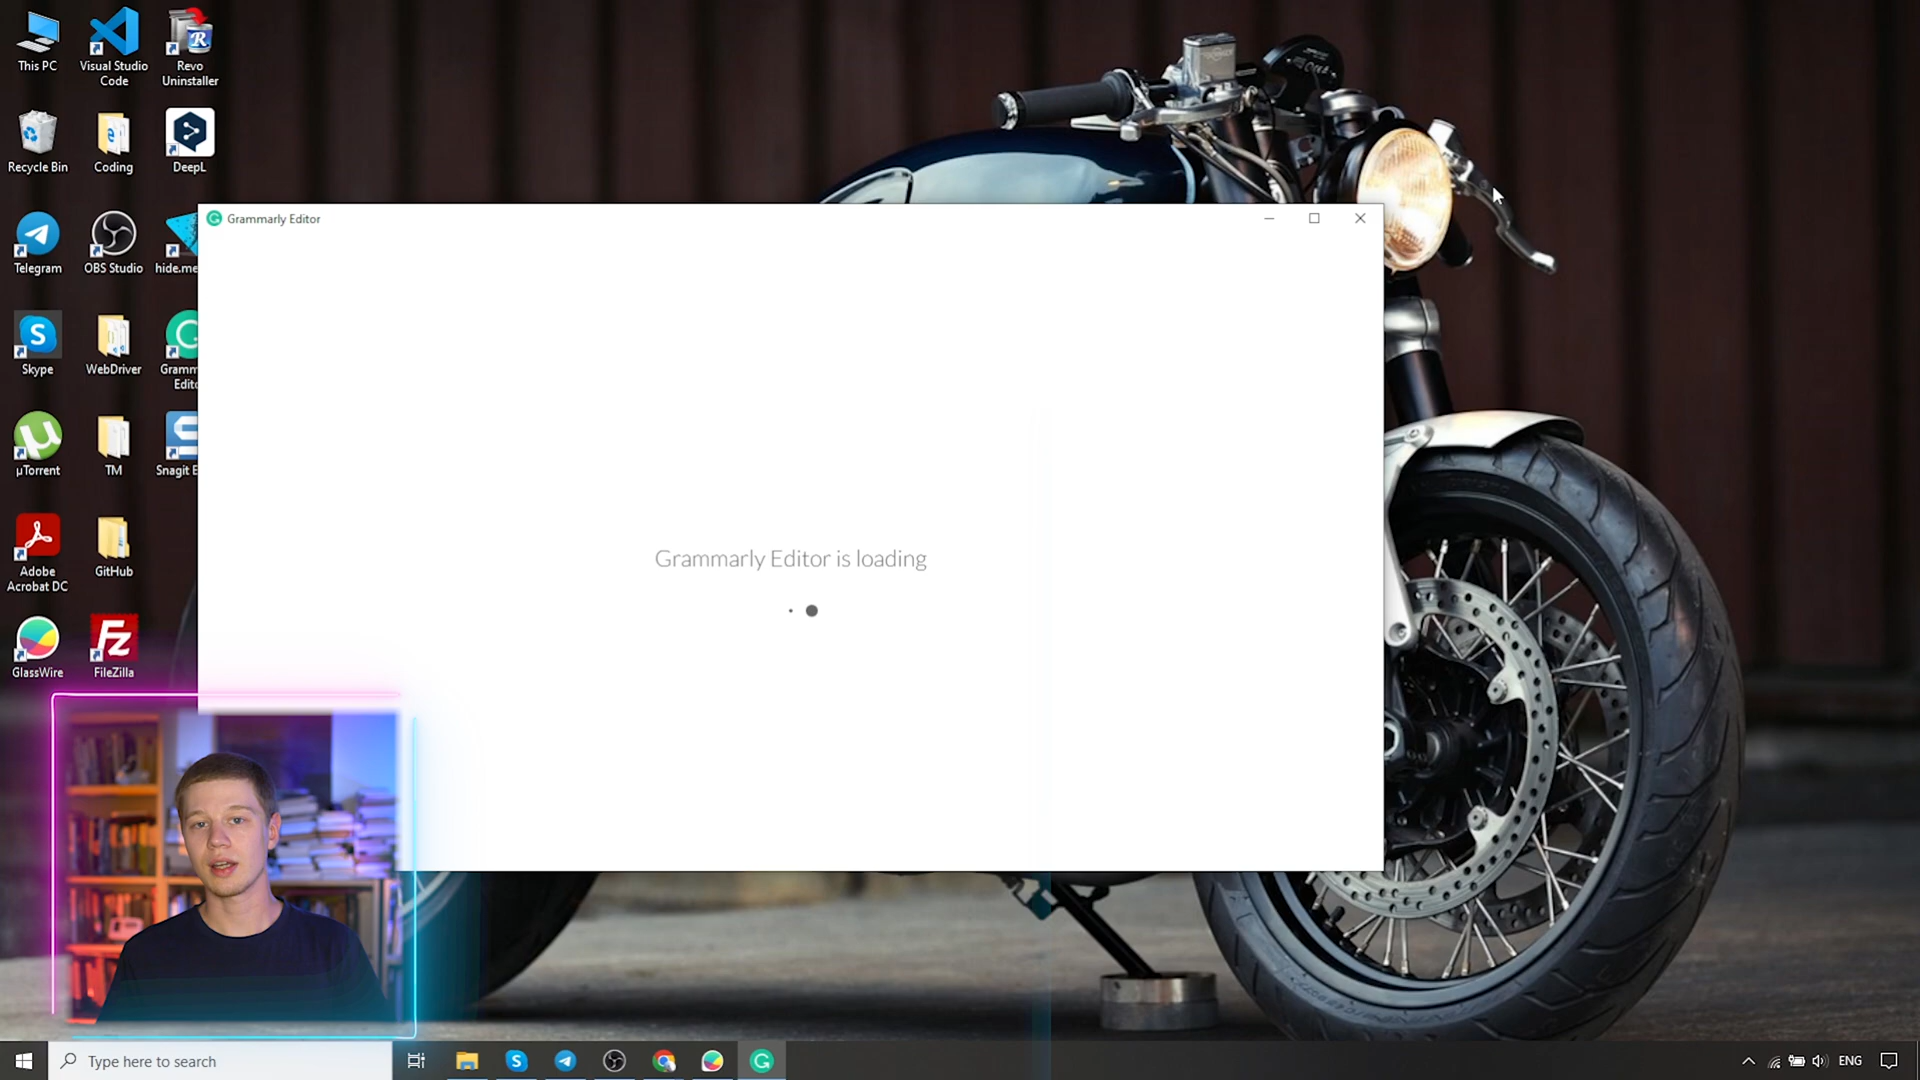 This PC
Visual Studio
Code
Revo
Uninstaller
Recycle Bin
Coding
DeepL
Telegram
OBS Studio
hide.me
Skype
WebDriver
Gramm
Edito
µTorrent
TM
Snagit E
Adobe
Acrobat DC
GitHub
GlassWire
FileZilla
Grammarly Editor
Grammarly Editor is loading
Type here to search
ENG